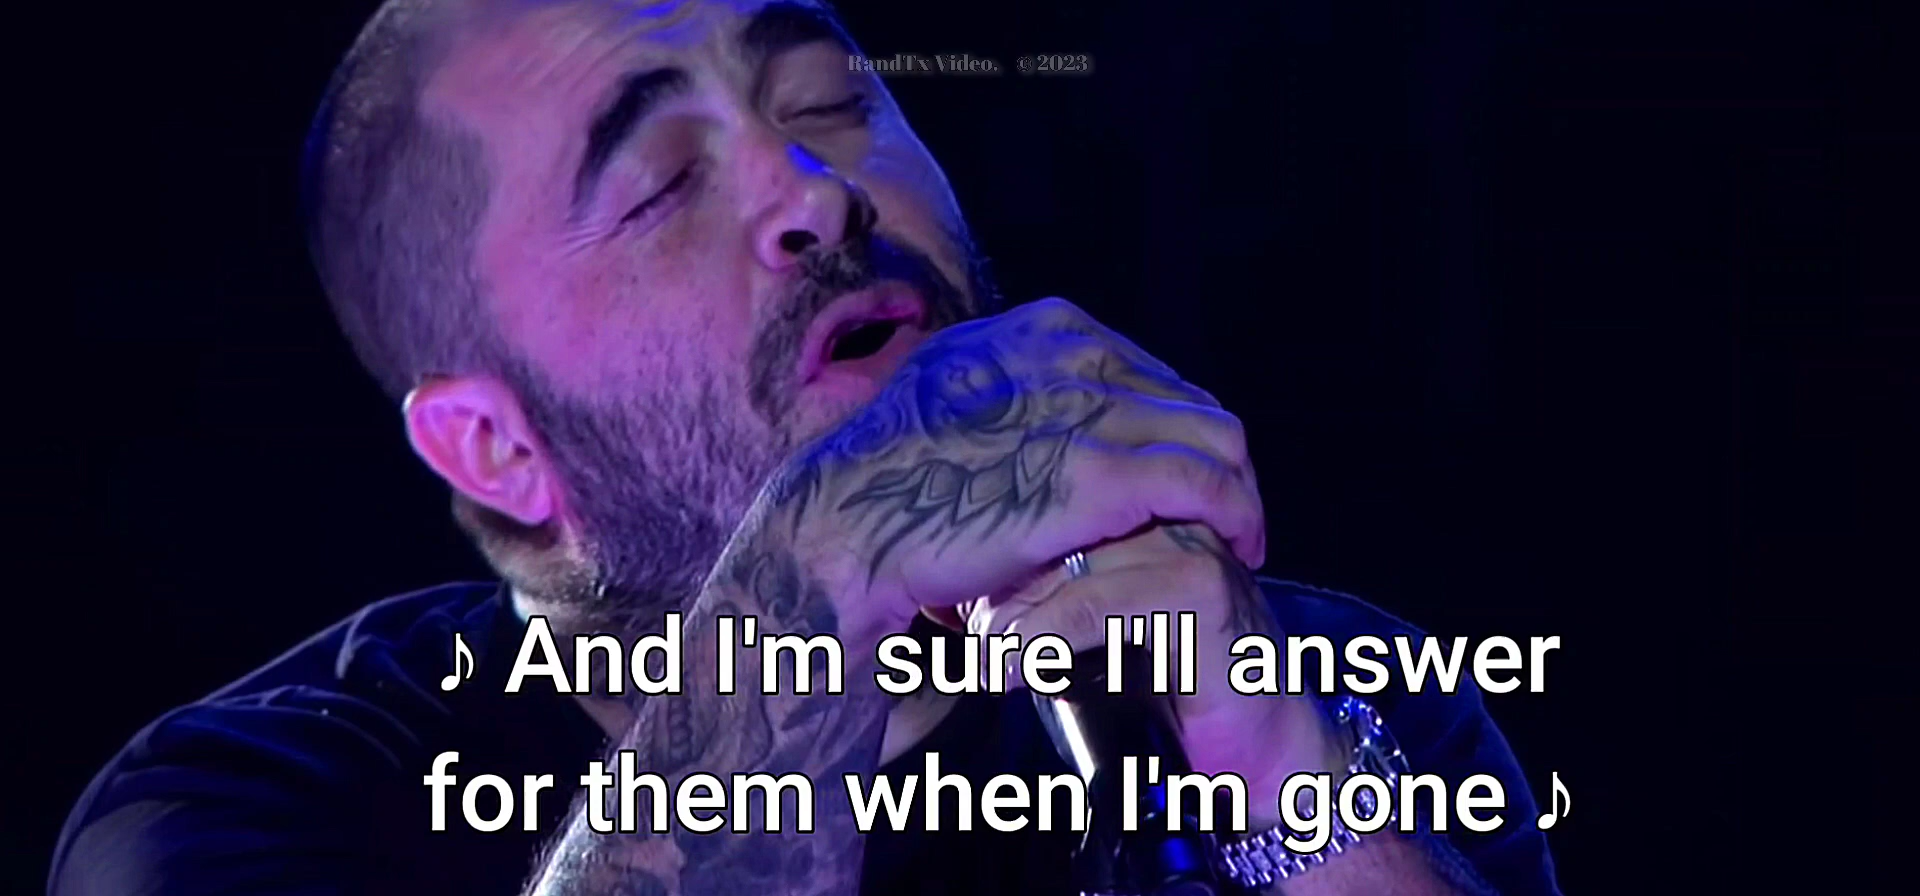 RandTx Video. © 2023
♪ And I'm sure I'll answer
for them when I'm gone ♪